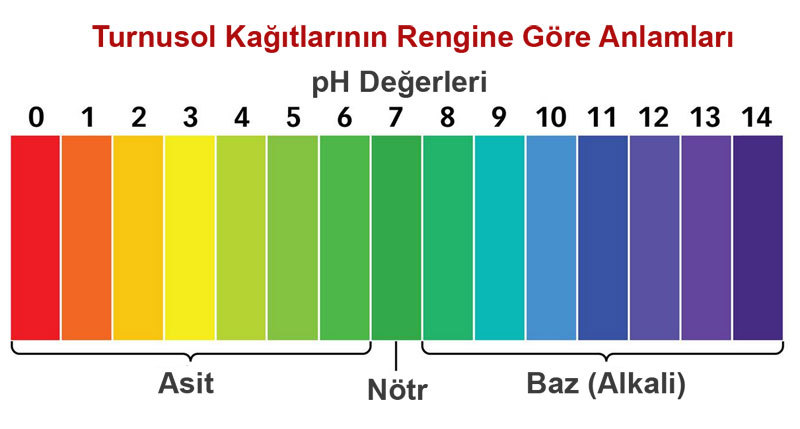 Turnusol Kağıtlarının Rengine Göre Anlamları
pH Değerleri
0 1 2 3 4 5 6 7 8 9 10 11 12 13 14
Asit Nötr Baz (Alkali)